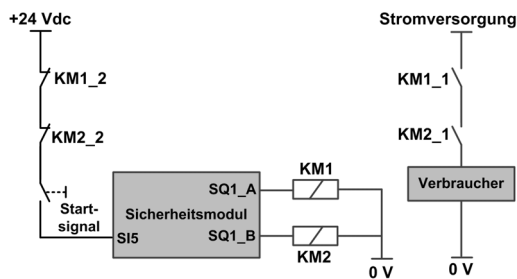 +24 Vdc
Stromversorgung
KM1_2
KM1_1
KM2_2
KM2_1
Start-
signal
Sicherheitsmodul
SI5
SQ1_A
SQ1_B
KM1
KM2
Verbraucher
0 V
0 V